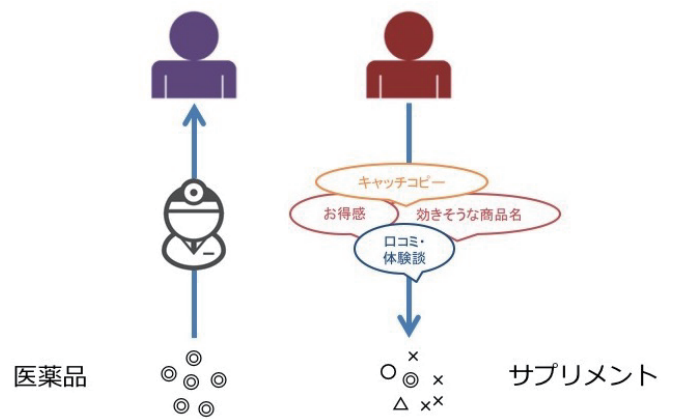 キャッチコピー
お得感
効きそうな商品名
口コミ・
体験談
医薬品
サプリメント